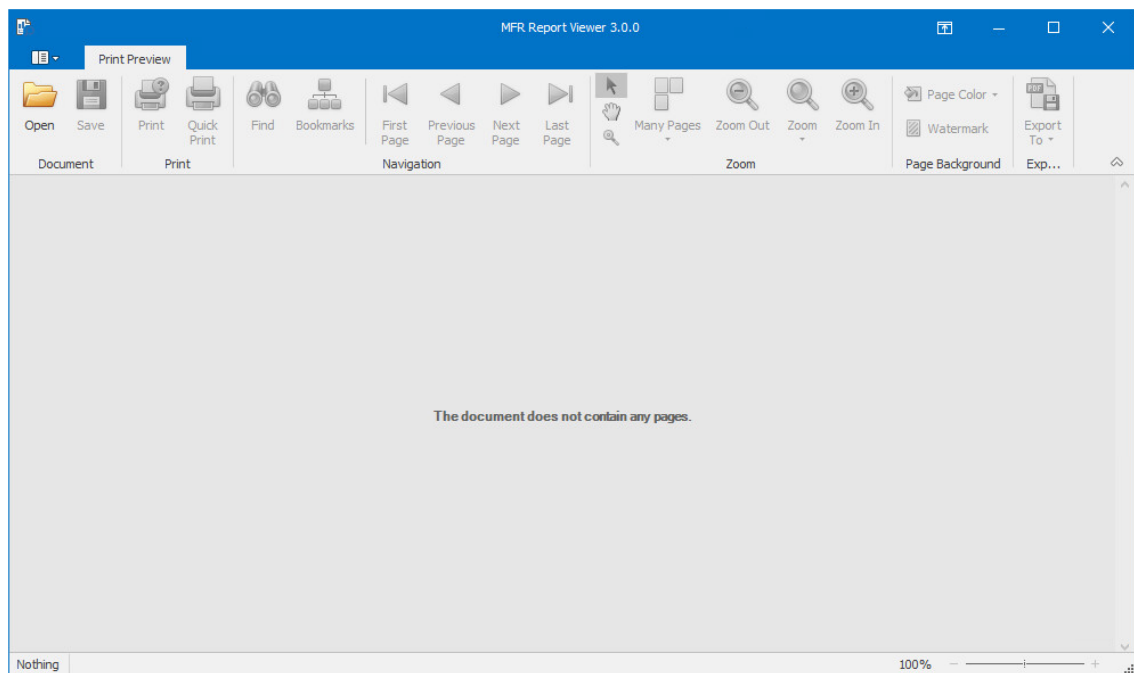 MFR Report Viewer 3.0.0
Print Preview
Open
Save
Print
Quick
Print
Find
Bookmarks
First
Page
Previous
Page
Next
Page
Last
Page
Many Pages
Zoom Out
Zoom
Zoom In
Page Color
Watermark
PDF
Export
To
Document
Print
Navigation
Zoom
Page Background
Exp...
The document does not contain any pages.
Nothing
100%